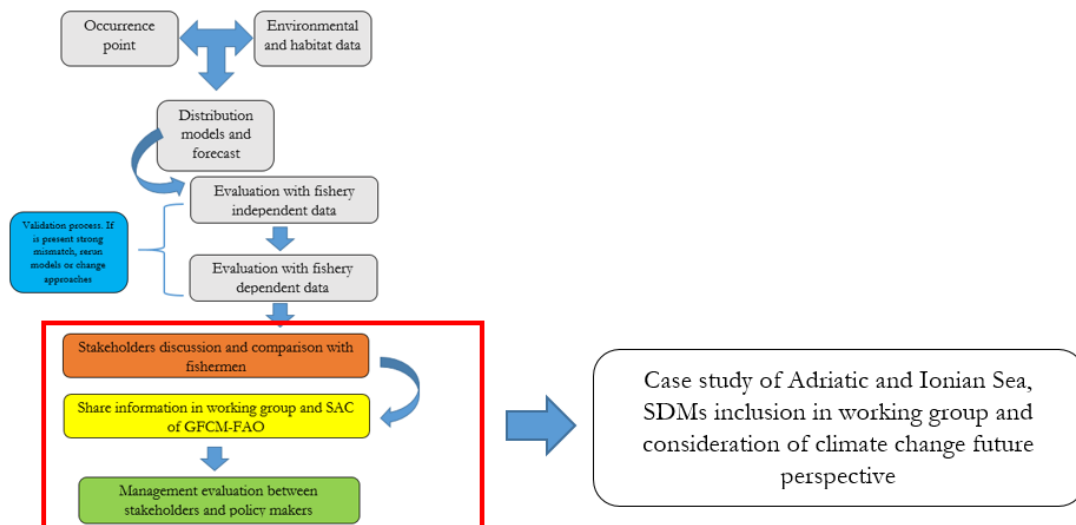 Occurrence
point
Environmental
and habitat data
Distribution
models and
forecast
Evaluation with fishery
independent data
Validation process. If
is present strong
mismatch, rerun
models or change
approaches
Evaluation with fishery
dependent data
Stakeholders discussion and comparison with
fishermen
Share information in working group and SAC
of GFCM-FAO
Management evaluation between
stakeholders and policy makers
Case study of Adriatic and Ionian Sea,
SDMs inclusion in working group and
consideration of climate change future
perspective